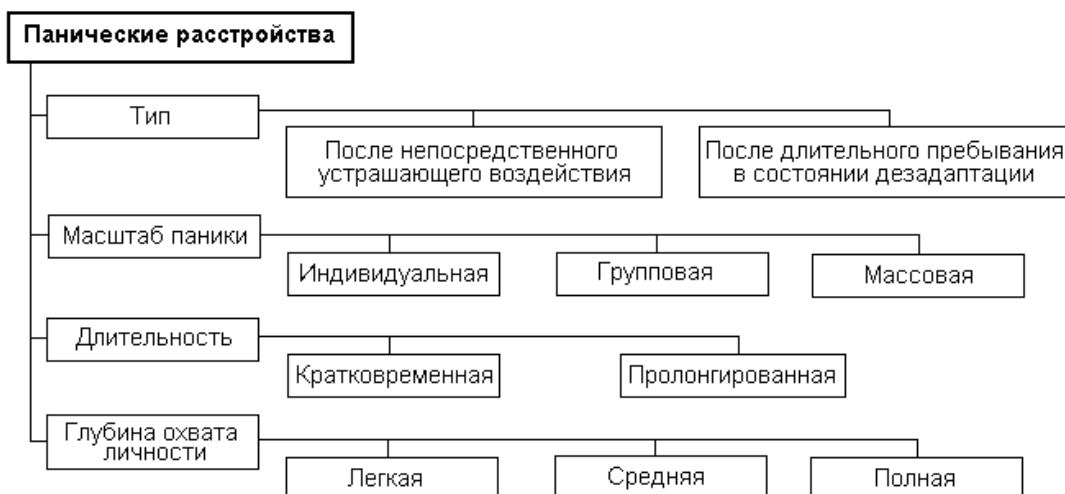 Панические расстройства
Тип
После непосредственного
устрашающего воздействия
После длительного пребывания
в состоянии дезадаптации
Масштаб паники
Индивидуальная
Групповая
Массовая
Длительность
Кратковременная
Пролонгированная
Глубина охвата
личности
Легкая
Средняя
Полная